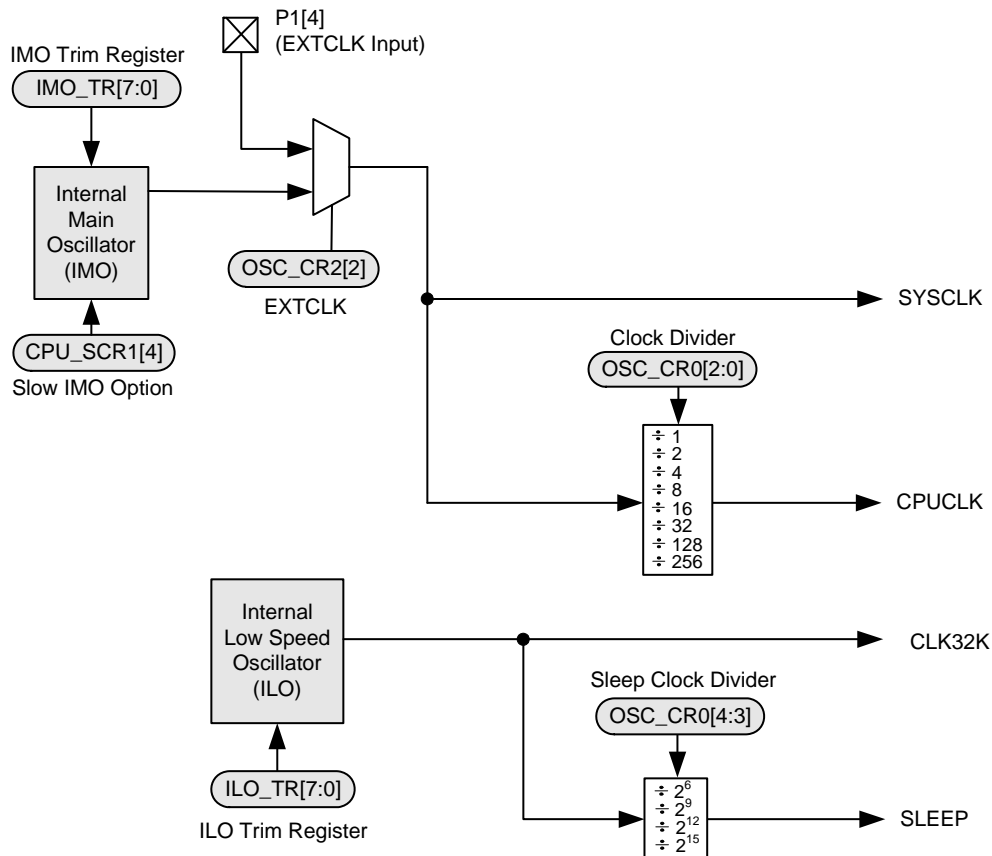 P1[4]
(EXTCLK Input)
IMO Trim Register
IMO_TR[7:0]
Internal
Main
Oscillator
(IMO)
OSC_CR2[2]
EXTCLK
CPU_SCR1[4]
Slow IMO Option
SYSCLK
Clock Divider
OSC_CR0[2:0]
÷ 1
÷ 2
÷ 4
÷ 8
÷ 16
÷ 32
÷ 128
÷ 256
CPUCLK
Internal
Low Speed
Oscillator
(ILO)
CLK32K
Sleep Clock Divider
OSC_CR0[4:3]
ILO_TR[7:0]
ILO Trim Register
÷ 2⁶
÷ 2⁹
÷ 2¹²
÷ 2¹⁵
SLEEP